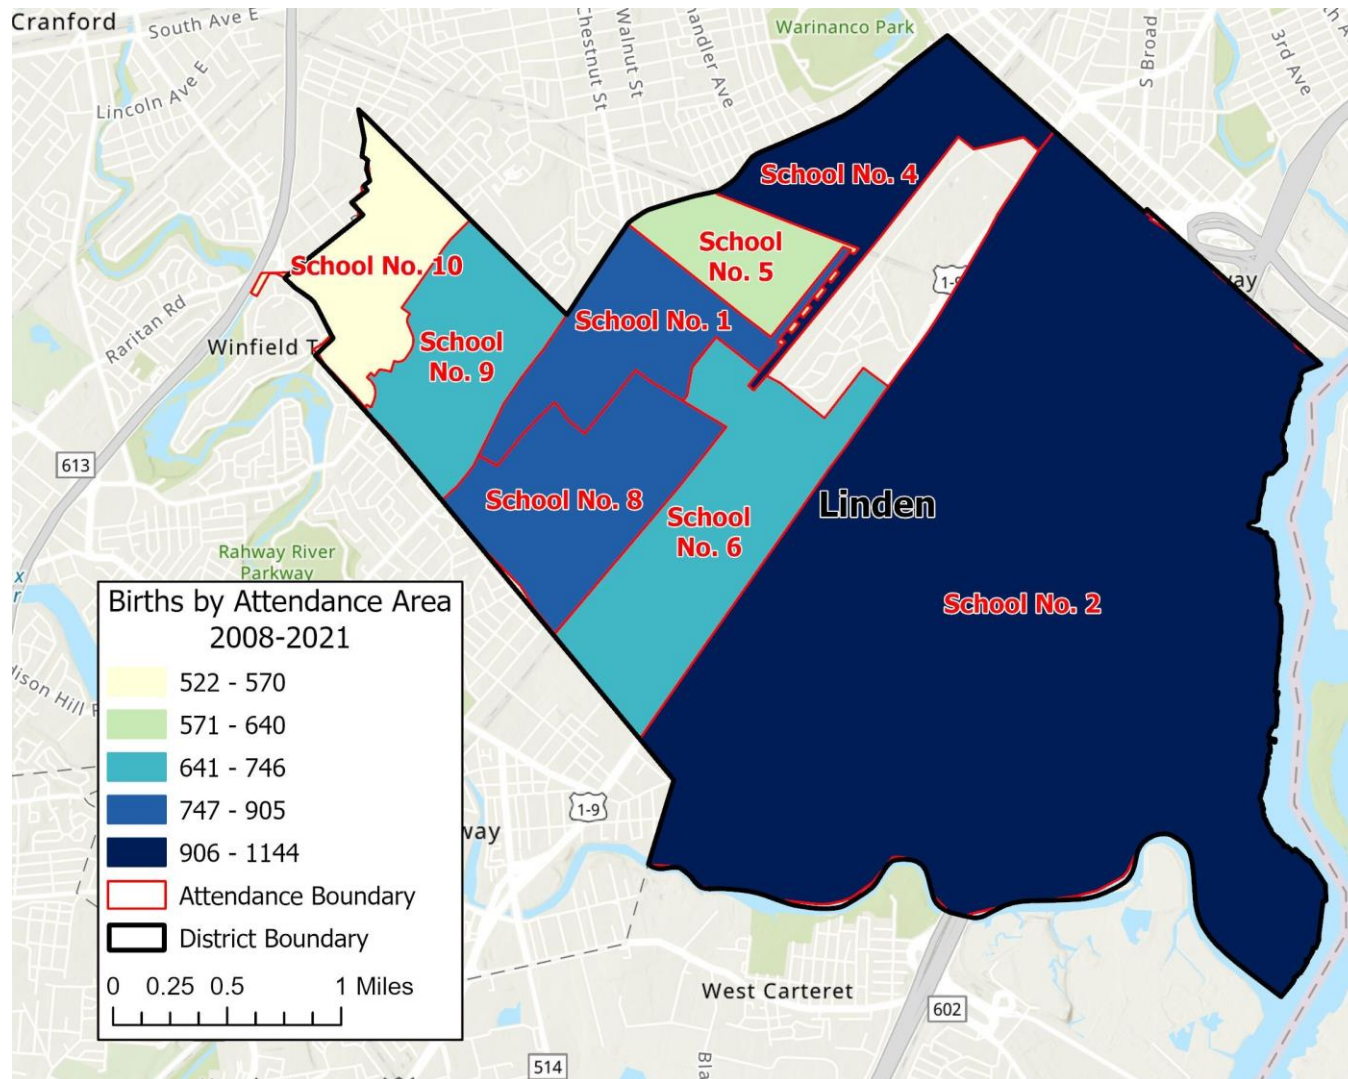 Cranford
South Ave E
Lincoln Ave E
Chestnut St
Walnut St
Warinanco Park
S Broad
3rd Ave
School No. 4
School
No. 5
School No. 10
School No. 1
1-9
way
Raritan Rd
Winfield T
School
No. 9
613
School No. 8
School
No. 6
Linden
School No. 2
Rahway River
Parkway
Births by Attendance Area
2008-2021
522 - 570
571 - 640
641 - 746
747 - 905
906 - 1144
Attendance Boundary
District Boundary
0 0.25 0.5 1 Miles
1-9
way
West Carteret
602
514